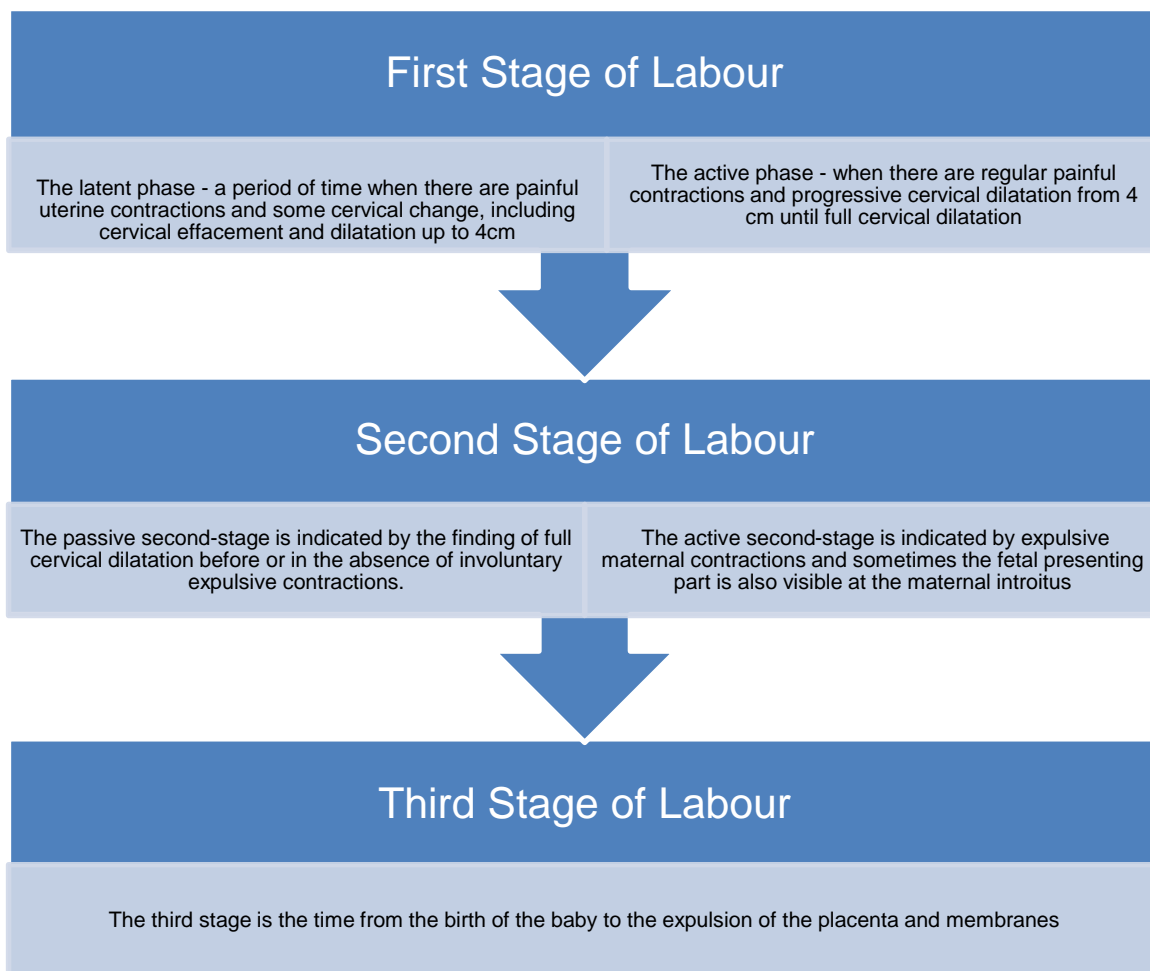 First Stage of Labour
The latent phase - a period of time when there are painful
uterine contractions and some cervical change, including
cervical effacement and dilatation up to 4cm
The active phase - when there are regular painful
contractions and progressive cervical dilatation from 4
cm until full cervical dilatation
Second Stage of Labour
The passive second-stage is indicated by the finding of full
cervical dilatation before or in the absence of involuntary
expulsive contractions.
The active second-stage is indicated by expulsive
maternal contractions and sometimes the fetal presenting
part is also visible at the maternal introitus
Third Stage of Labour
The third stage is the time from the birth of the baby to the expulsion of the placenta and membranes